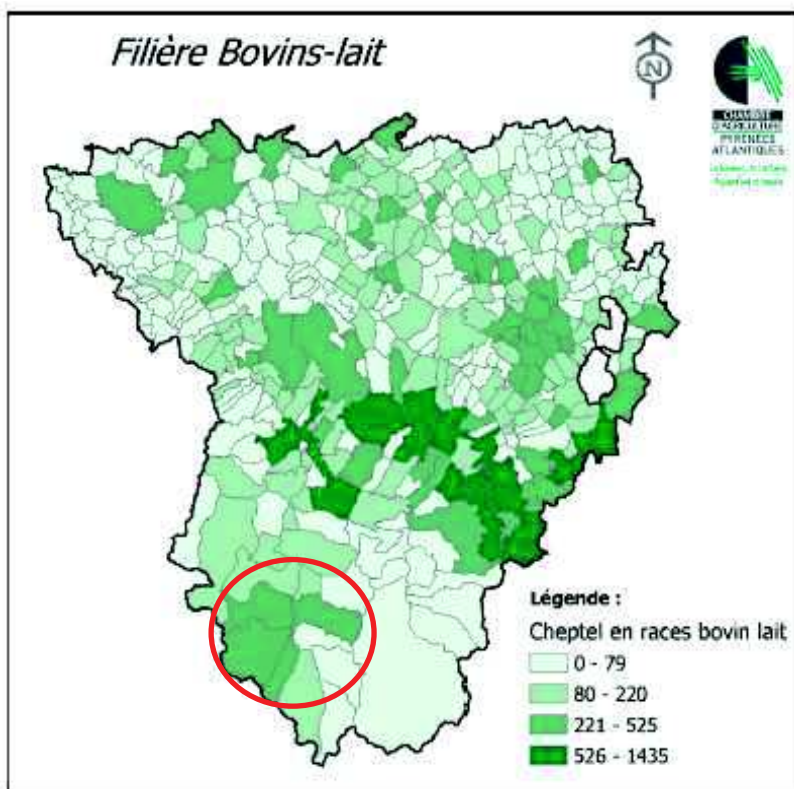 Filière Bovins-lait
N
CHAMBRE
D'AGRICULTURE
PYRÉNÉES
ATLANTIQUES
Légende :
Cheptel en races bovin lait
0 - 79
80 - 220
221 - 525
526 - 1435